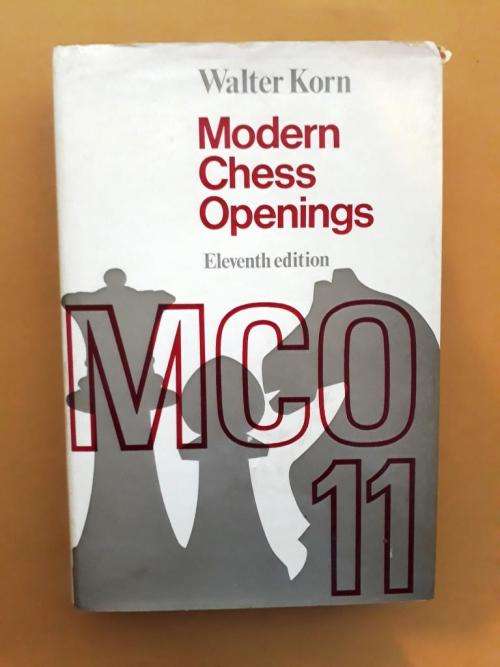 Walter Korn
Modern
Chess
Openings
Eleventh edition
MCO
11